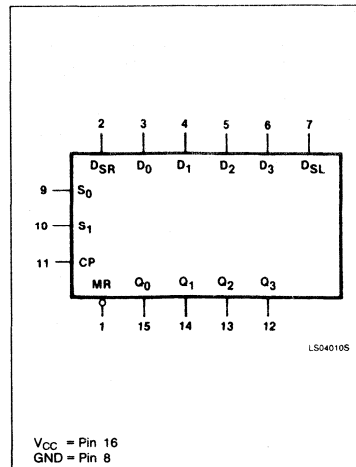 2 3 4 5 6 7
DSR D0 D1 D2 D3 DSL
9 S0
10 S1
11 CP
MR Q0 Q1 Q2 Q3
1 15 14 13 12
LS04010S
VCC = Pin 16
GND = Pin 8